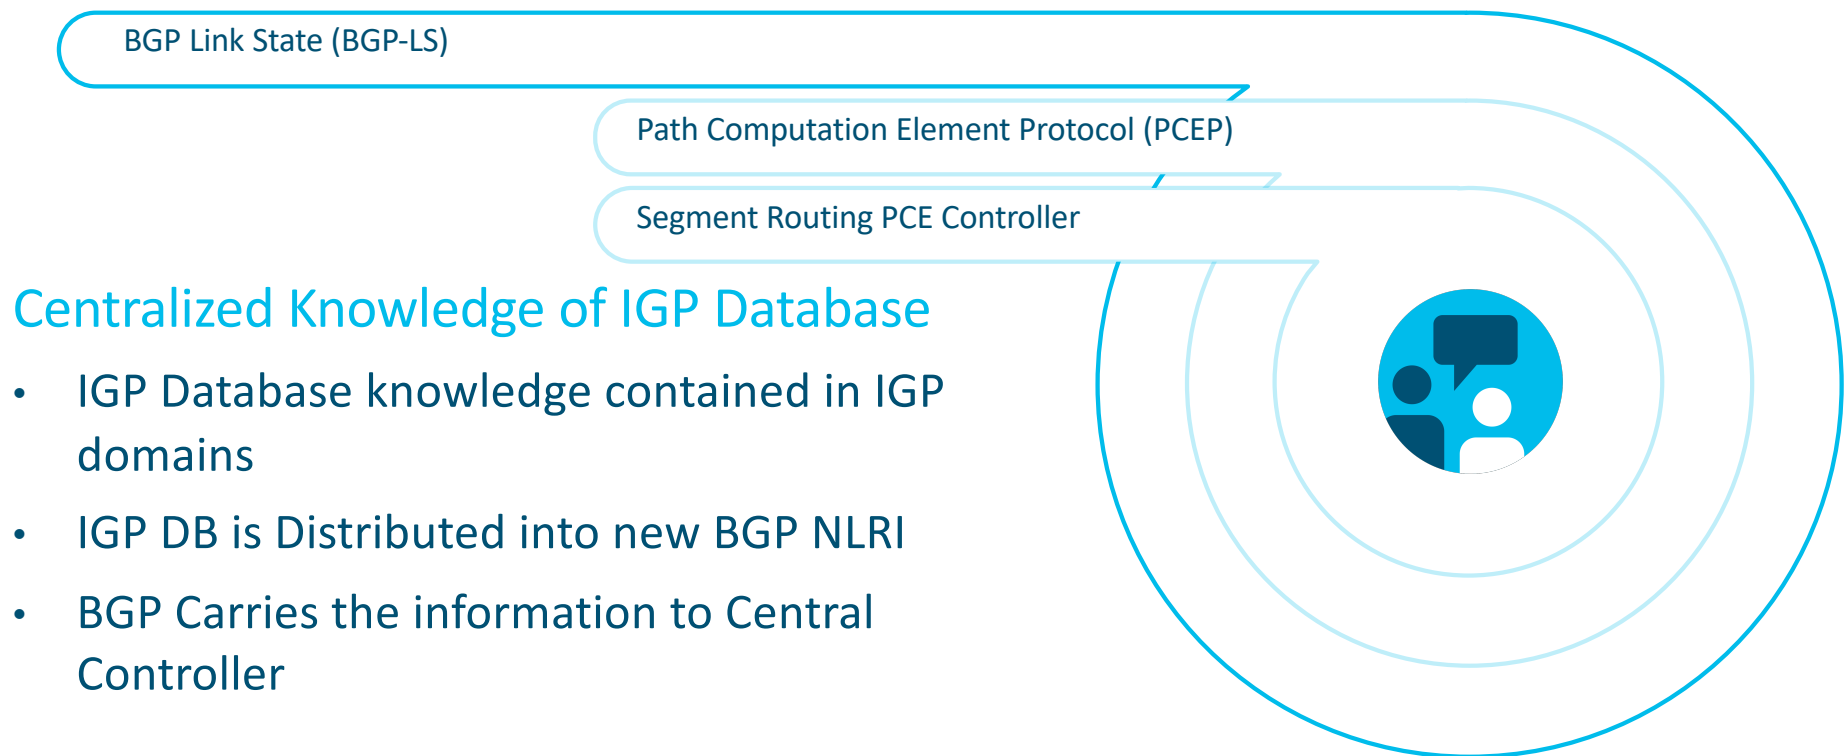 BGP Link State (BGP-LS)
Path Computation Element Protocol (PCEP)
Segment Routing PCE Controller
Centralized Knowledge of IGP Database
• IGP Database knowledge contained in IGP
domains
• IGP DB is Distributed into new BGP NLRI
• BGP Carries the information to Central
Controller